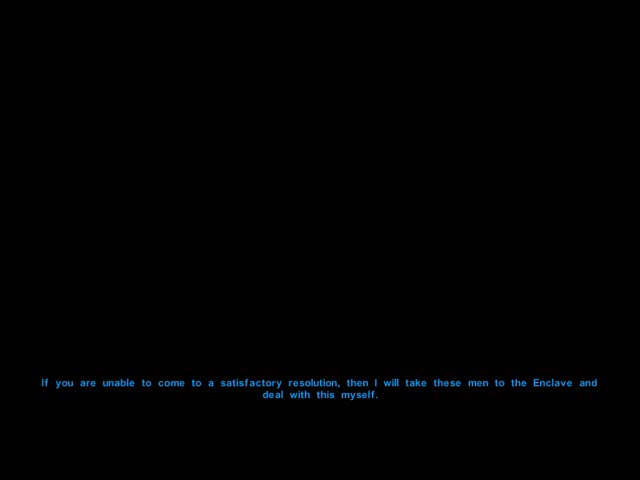 If you are unable to come to a satisfactory resolution, then I will take these men to the Enclave and
deal with this myself.